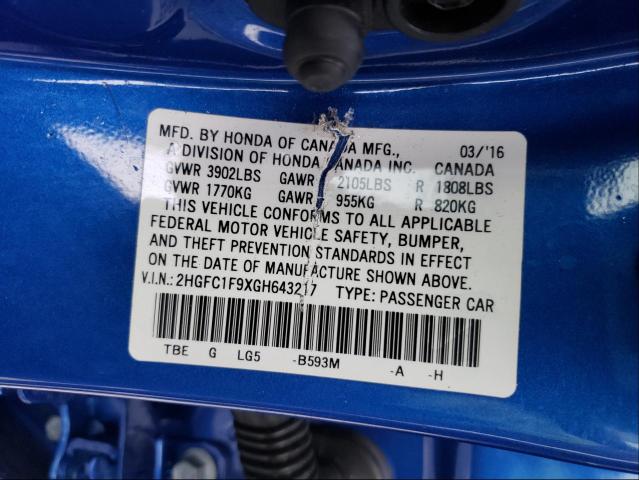 MFD. BY HONDA OF CANADA MFG., 03/'16
A DIVISION OF HONDA CANADA INC. CANADA
GVWR 3902LBS GAWR F 2105LBS R 1808LBS
GVWR 1770KG GAWR F 955KG R 820KG
THIS VEHICLE CONFORMS TO ALL APPLICABLE
FEDERAL MOTOR VEHICLE SAFETY, BUMPER,
AND THEFT PREVENTION STANDARDS IN EFFECT
ON THE DATE OF MANUFACTURE SHOWN ABOVE.
V.I.N.: 2HGFC1F9XGH643217 TYPE: PASSENGER CAR
TBE G LG5 -B593M -A -H